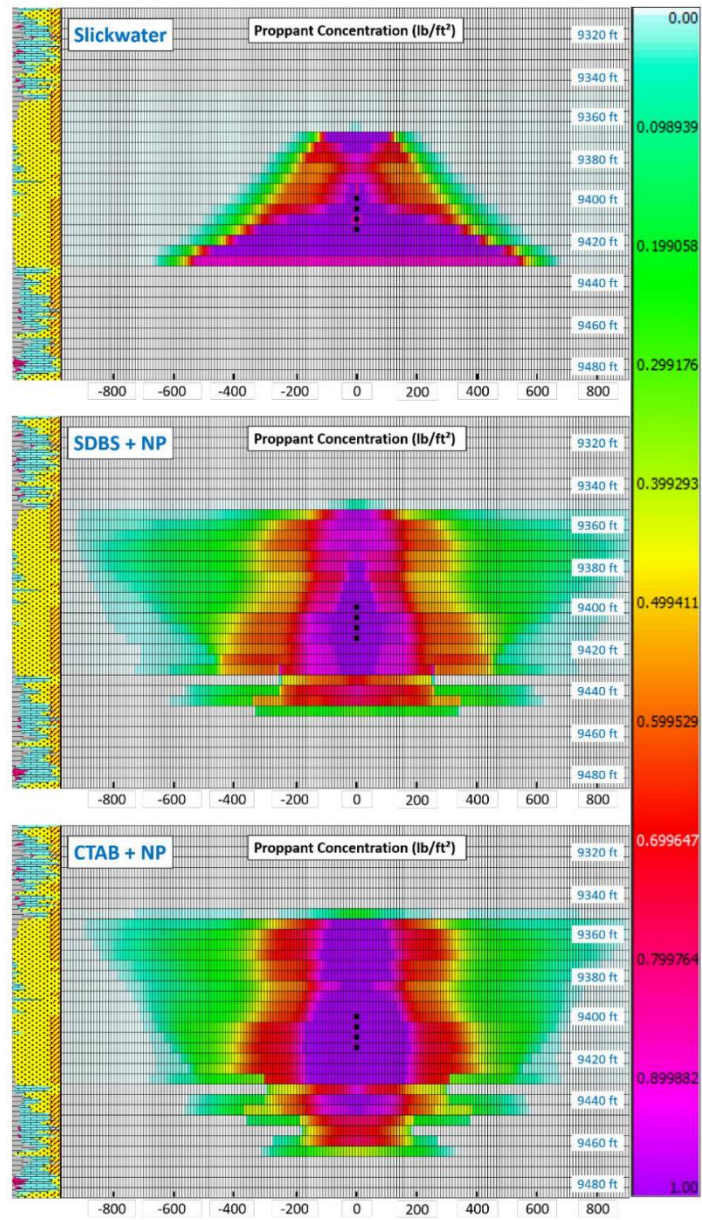 Slickwater
Proppant Concentration (lb/ft²)
9320 ft
9340 ft
9360 ft
9380 ft
9400 ft
9420 ft
9440 ft
9460 ft
9480 ft
-800 -600 -400 -200 0 200 400 600 800
SDBS + NP
Proppant Concentration (lb/ft²)
9320 ft
9340 ft
9360 ft
9380 ft
9400 ft
9420 ft
9440 ft
9460 ft
9480 ft
-800 -600 -400 -200 0 200 400 600 800
CTAB + NP
Proppant Concentration (lb/ft²)
9320 ft
9340 ft
9360 ft
9380 ft
9400 ft
9420 ft
9440 ft
9460 ft
9480 ft
-800 -600 -400 -200 0 200 400 600 800
0.00
0.098939
0.199058
0.299176
0.399293
0.499411
0.599529
0.699647
0.799764
0.899882
1.00